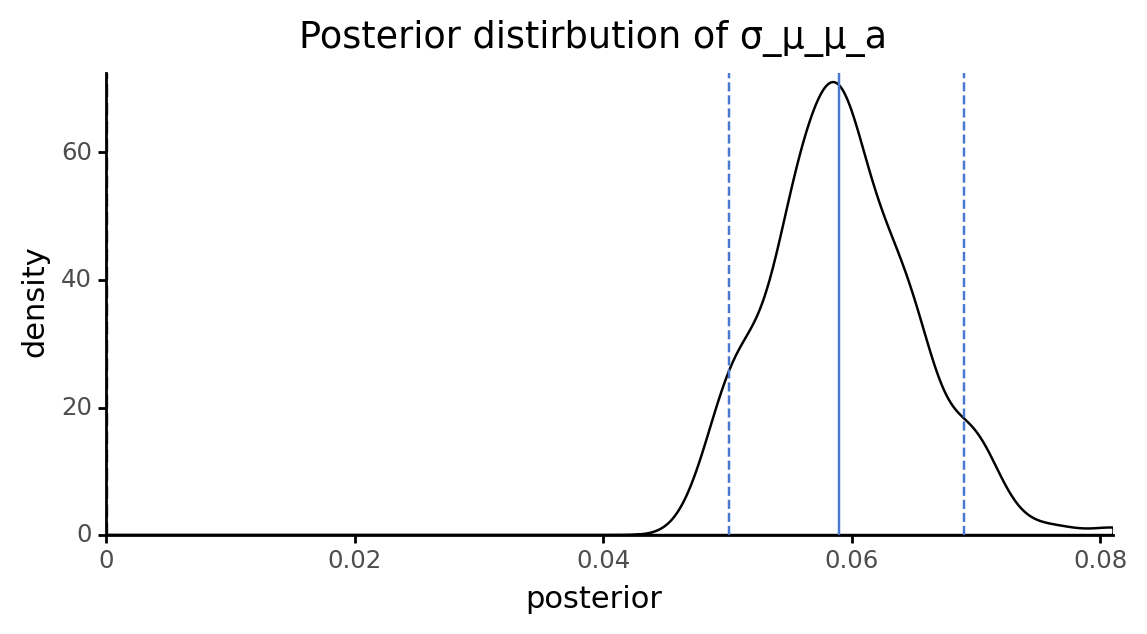 Posterior distirbution of σ_μ_μ_a
density
60
40
20
0
0 0.02 0.04 0.06 0.08
posterior